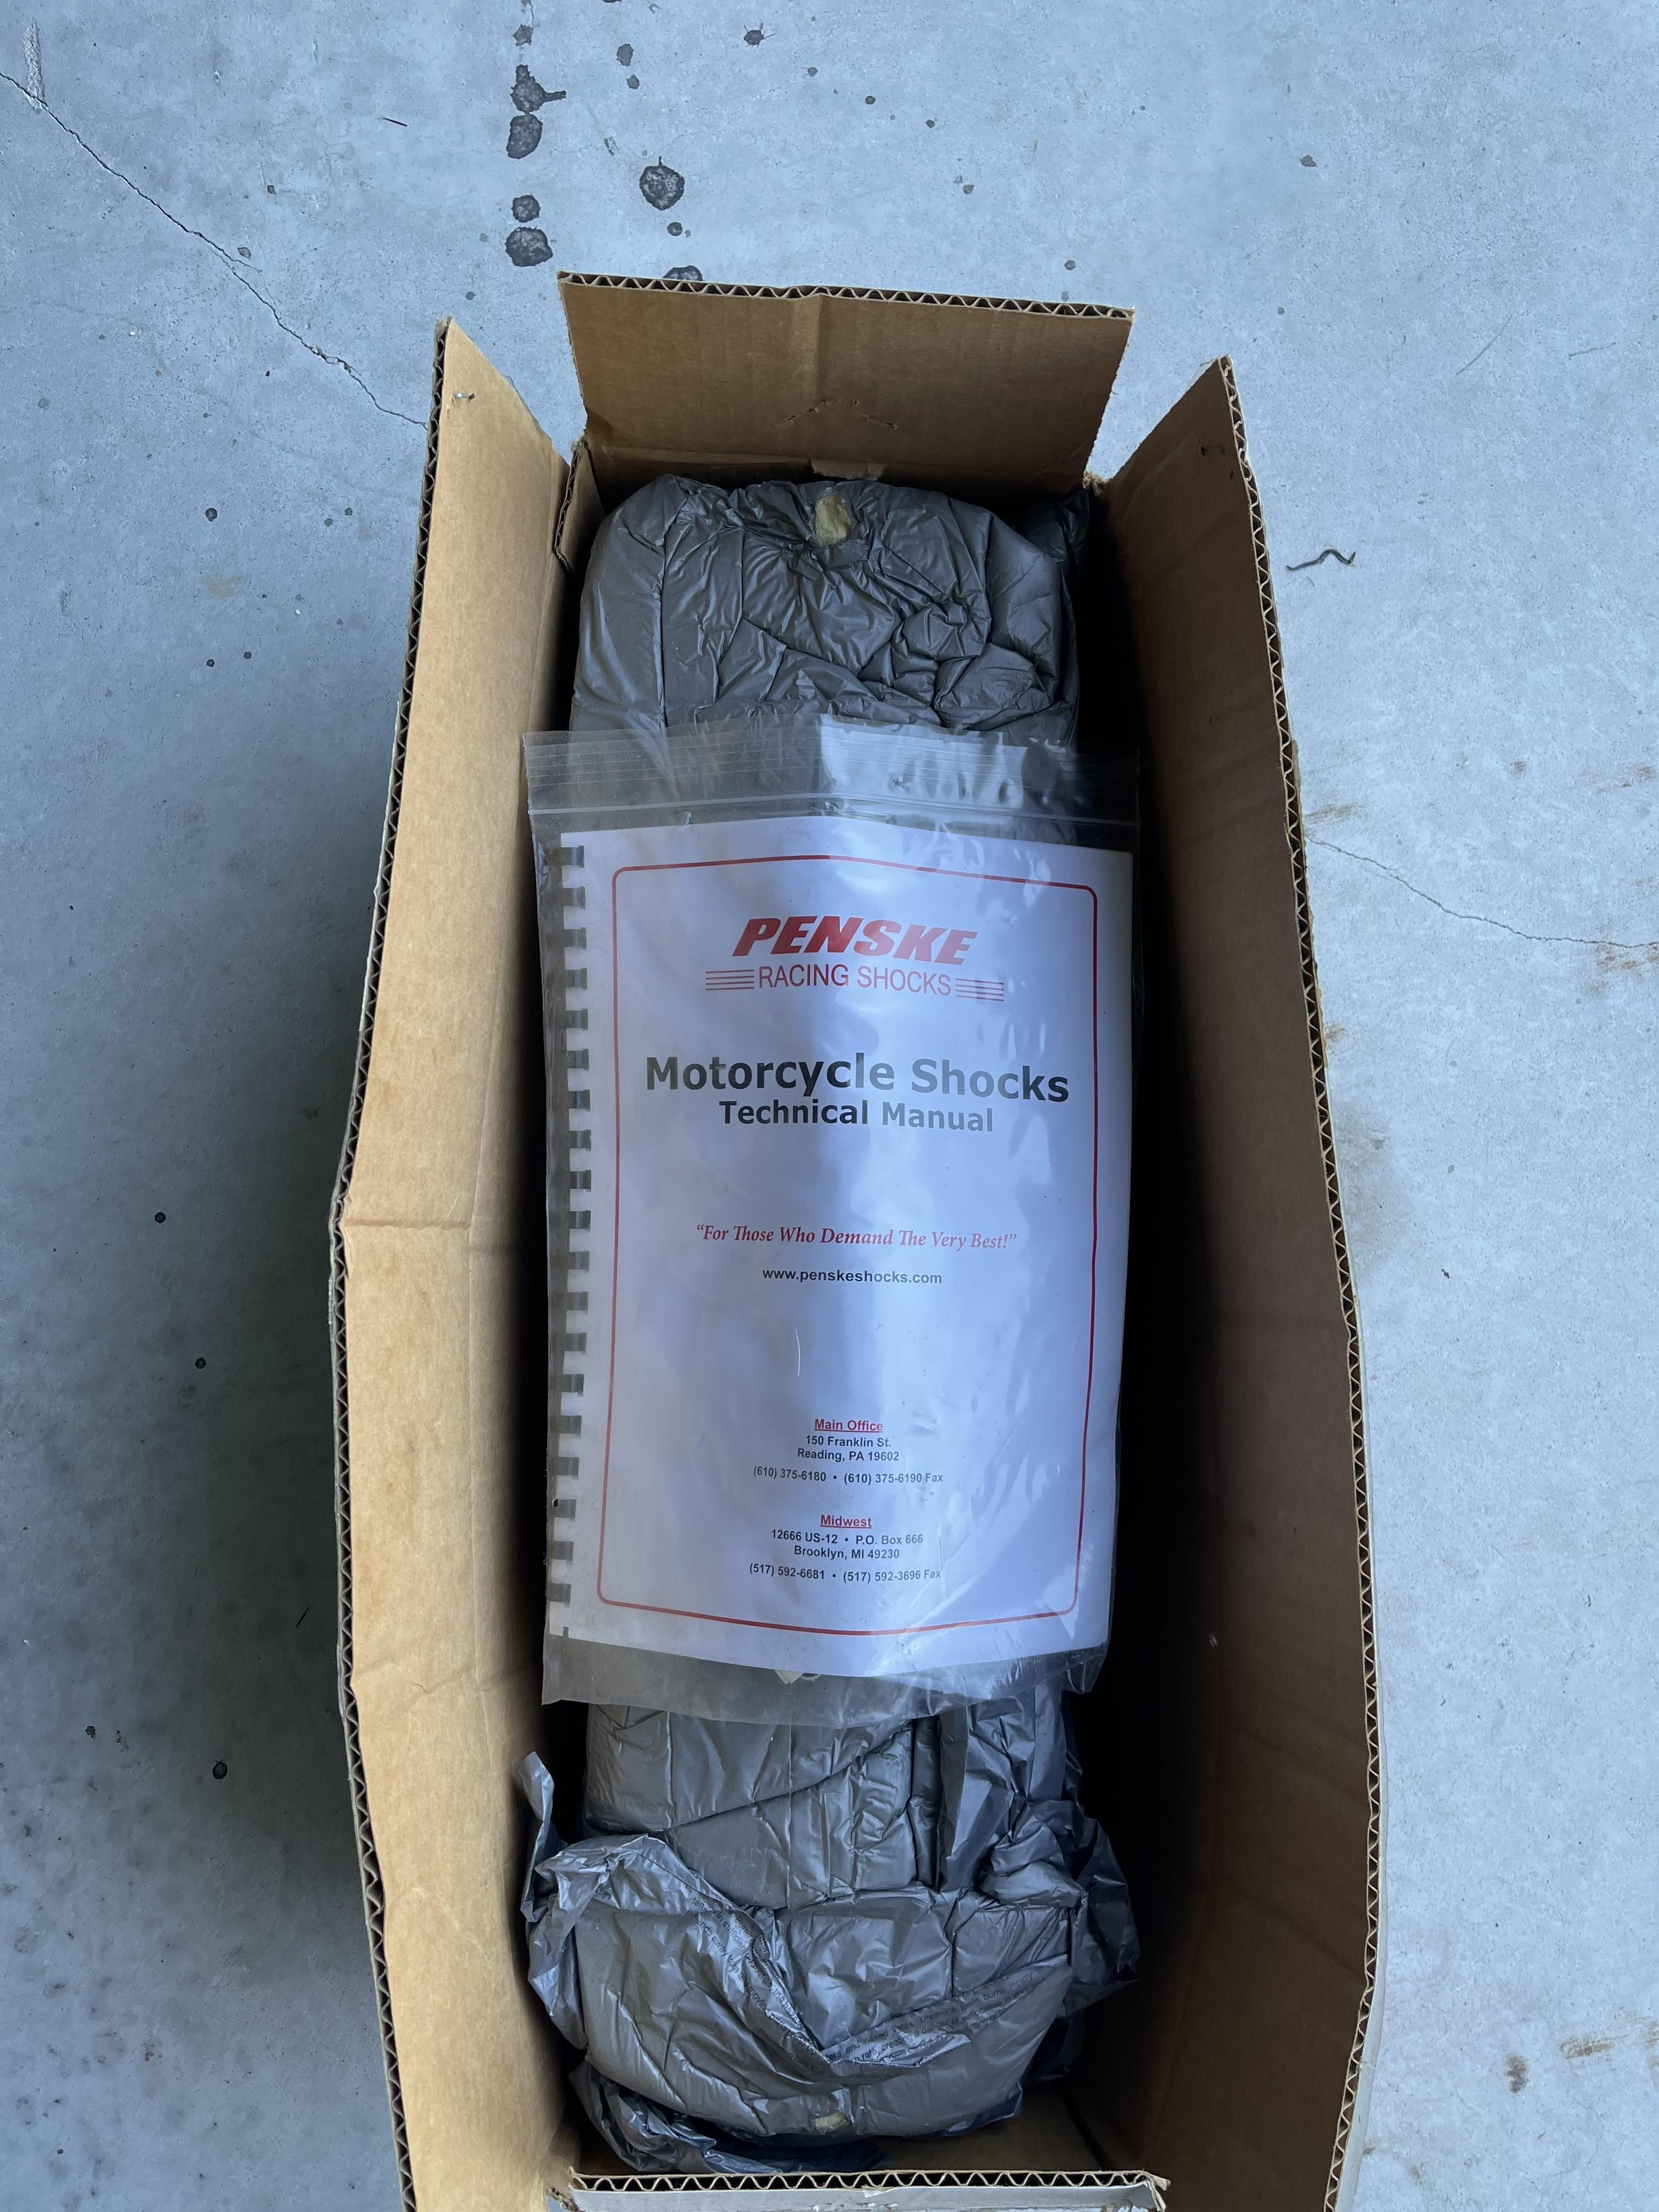 PENSKE
RACING SHOCKS
Motorcycle Shocks
Technical Manual
“For Those Who Demand The Very Best!”
www.penskeshocks.com
Main Office
150 Franklin St.
Reading, PA 19602
(610) 375-6180 • (610) 375-6190 Fax
Midwest
12666 US-12 • P.O. Box 666
Brooklyn, MI 49230
(517) 592-6681 • (517) 592-3696 Fax